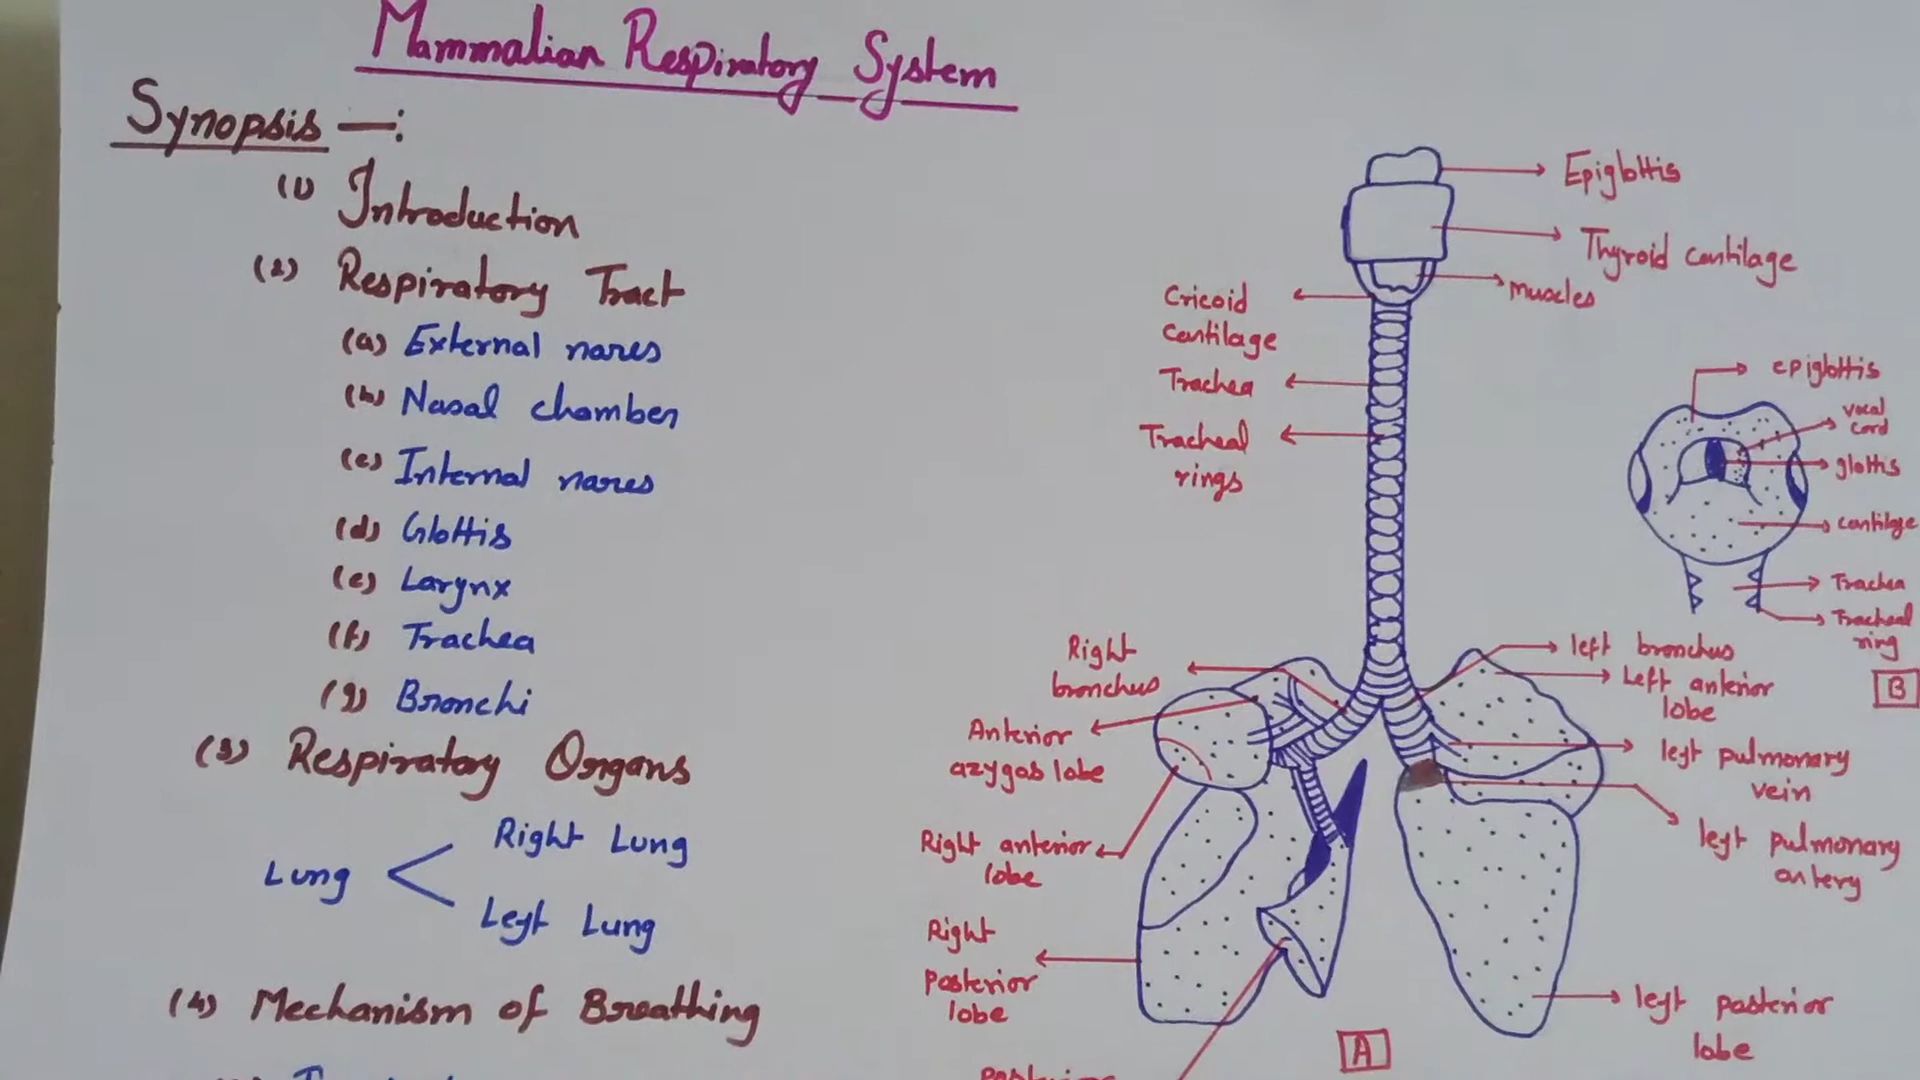 Mammalian Respiratory System
Synopsis —:
(1) Introduction
(2) Respiratory Tract
(a) External nares
(b) Nasal chamber
(c) Internal nares
(d) Glottis
(e) Larynx
(f) Trachea
(g) Bronchi
(3) Respiratory Organs
Lung
Right Lung
Left Lung
(4) Mechanism of Breathing
Epiglottis
Thyroid cartilage
muscles
Cricoid
cartilage
Trachea
Tracheal
rings
Right
bronchus
Anterior
azygas lobe
Right anterior
lobe
Right
posterior
lobe
posterior
left bronchus
Left anterior
lobe
left pulmonary
vein
left pulmonary
artery
left posterior
lobe
A
epiglottis
vocal
cord
glottis
cartilage
Trachea
Tracheal
ring
B